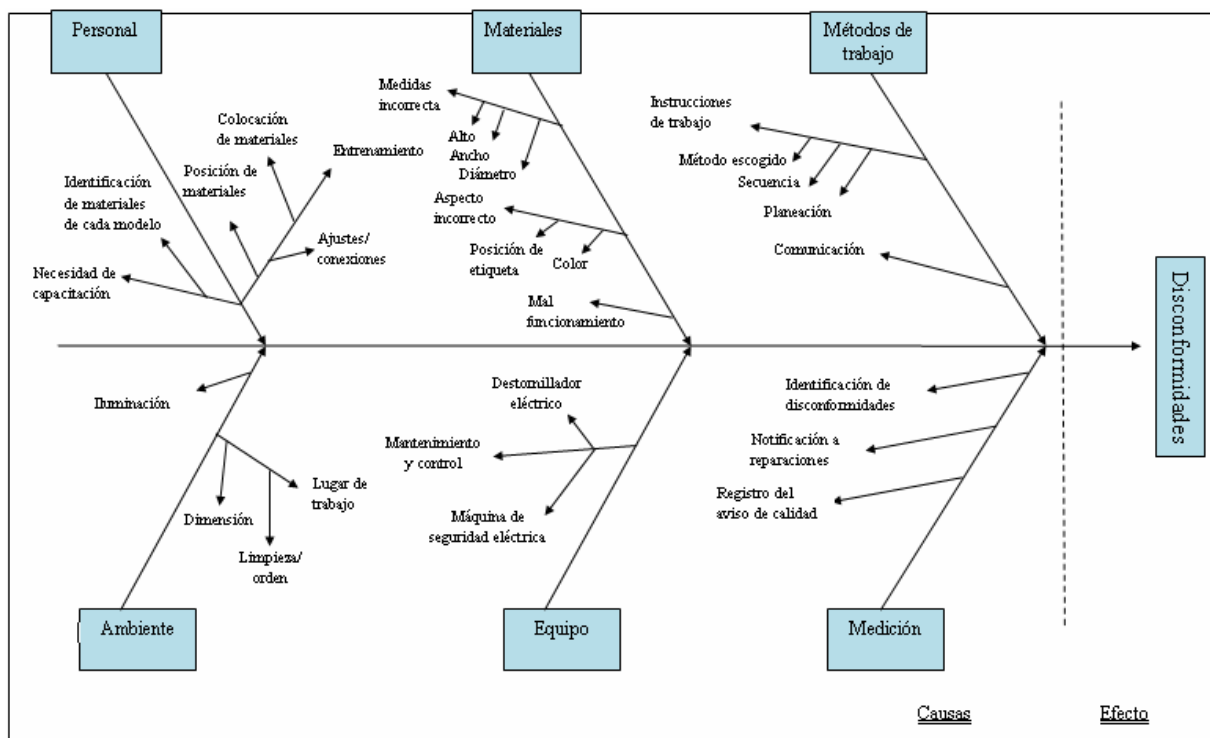 Personal
Materiales
Métodos de
trabajo
Colocación
de materiales
Entrenamiento
Identificación
de materiales
de cada modelo
Posición de
materiales
Ajustes/
conexiones
Necesidad de
capacitación
Medidas
incorrecta
Alto
Ancho
Diámetro
Aspecto
incorrecto
Posición de
etiqueta
Color
Mal
funcionamiento
Instrucciones
de trabajo
Método escogido
Secuencia
Planeación
Comunicación
Disconformidades
Iluminación
Lugar de
trabajo
Dimensión
Limpieza/
orden
Destornillador
eléctrico
Mantenimiento
y control
Máquina de
seguridad eléctrica
Identificación de
disconformidades
Notificación a
reparaciones
Registro del
aviso de calidad
Ambiente
Equipo
Medición
Causas
Efecto